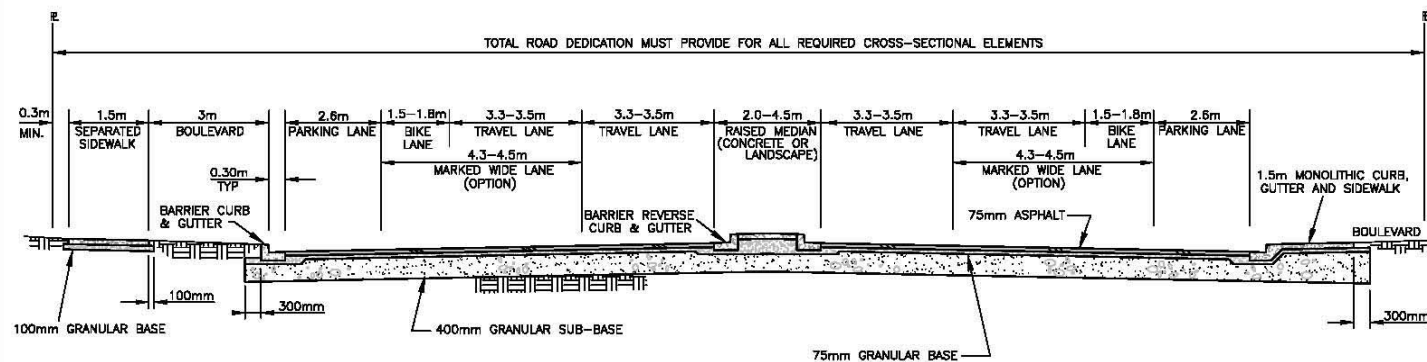 TOTAL ROAD DEDICATION MUST PROVIDE FOR ALL REQUIRED CROSS-SECTIONAL ELEMENTS
0.3m
MIN.
1.5m
SEPARATED
SIDEWALK
3m
BOULEVARD
2.6m
PARKING LANE
1.5-1.8m
BIKE
LANE
3.3-3.5m
TRAVEL LANE
3.3-3.5m
TRAVEL LANE
2.0-4.5m
RAISED MEDIAN
(CONCRETE OR
LANDSCAPE)
3.3-3.5m
TRAVEL LANE
3.3-3.5m
TRAVEL LANE
1.5-1.8m
BIKE
LANE
2.6m
PARKING LANE
4.3-4.5m
MARKED WIDE LANE
(OPTION)
4.3-4.5m
MARKED WIDE LANE
(OPTION)
0.30m
TYP
1.5m MONOLITHIC CURB,
GUTTER AND SIDEWALK
BARRIER CURB
& GUTTER
BARRIER REVERSE
CURB & GUTTER
75mm ASPHALT
BOULEVARD
100mm
300mm
300mm
100mm GRANULAR BASE
400mm GRANULAR SUB-BASE
75mm GRANULAR BASE